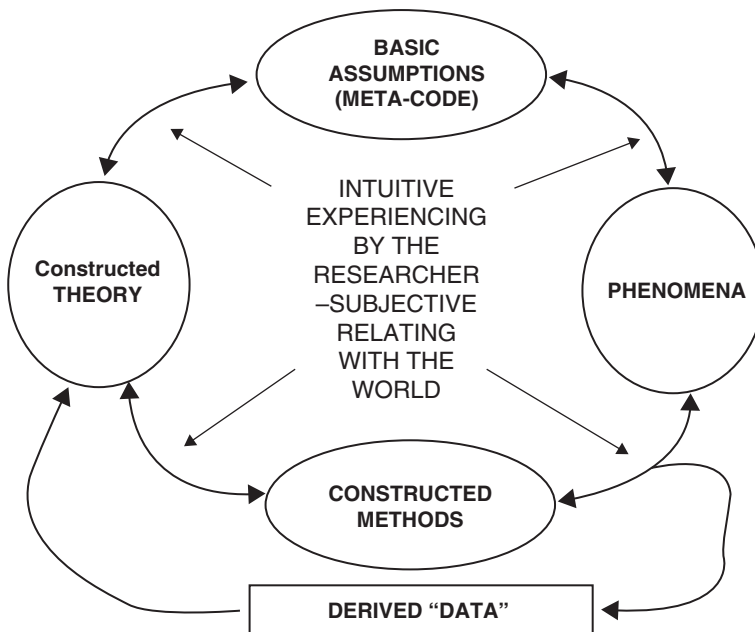 BASIC
ASSUMPTIONS
(META-CODE)
INTUITIVE
EXPERIENCING
BY THE
RESEARCHER
–SUBJECTIVE
RELATING
WITH THE
WORLD
Constructed
THEORY
PHENOMENA
CONSTRUCTED
METHODS
DERIVED “DATA”